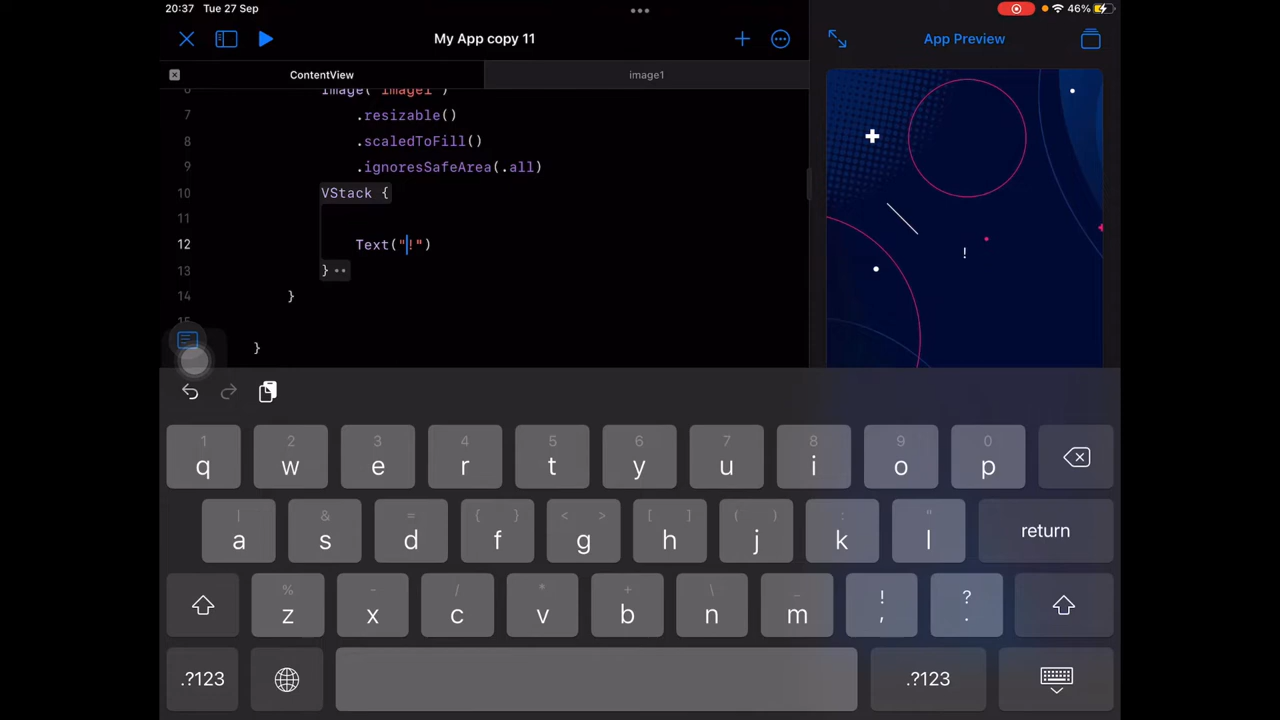 20:37 Tue 27 Sep
46%
My App copy 11
App Preview
ContentView
image1
6 Image("image1")
7 .resizable()
8 .scaledToFill()
9 .ignoresSafeArea(.all)
10 VStack {
11
12 Text("!")
13 }
14 }
15
}
!
1 2 3 4 5 6 7 8 9 0
q w e r t y u i o p
| & = { } < > [ ] ( ) : "
a s d f g h j k l return
% - / * + \ _ ! ?
z x c v b n m , .
.?123 .?123